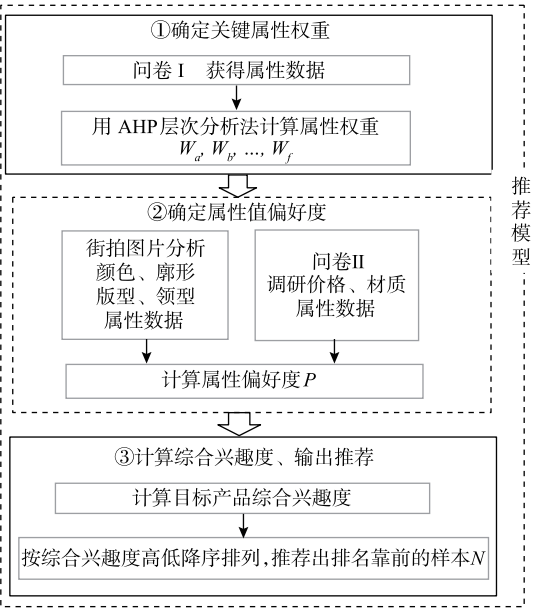 ①确定关键属性权重
问卷 I 获得属性数据
用 AHP层次分析法计算属性权重
Wa, Wb, …, Wf
②确定属性值偏好度
街拍图片分析
颜色、廓形
版型、领型
属性数据
问卷II
调研价格、材质
属性数据
计算属性偏好度P
③计算综合兴趣度、输出推荐
计算目标产品综合兴趣度
按综合兴趣度高低降序排列,推荐出排名靠前的样本N
推荐模型